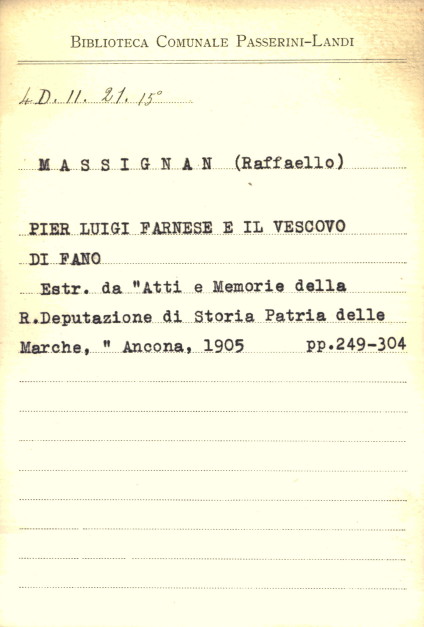 BIBLIOTECA COMUNALE PASSERINI-LANDI
4 D. II. 21. 15°
MASSIGNAN (Raffaello)
PIER LUIGI FARNESE E IL VESCOVO
DI FANO
Estr. da "Atti e Memorie della
R.Deputazione di Storia Patria delle
Marche, " Ancona, 1905 pp.249-304